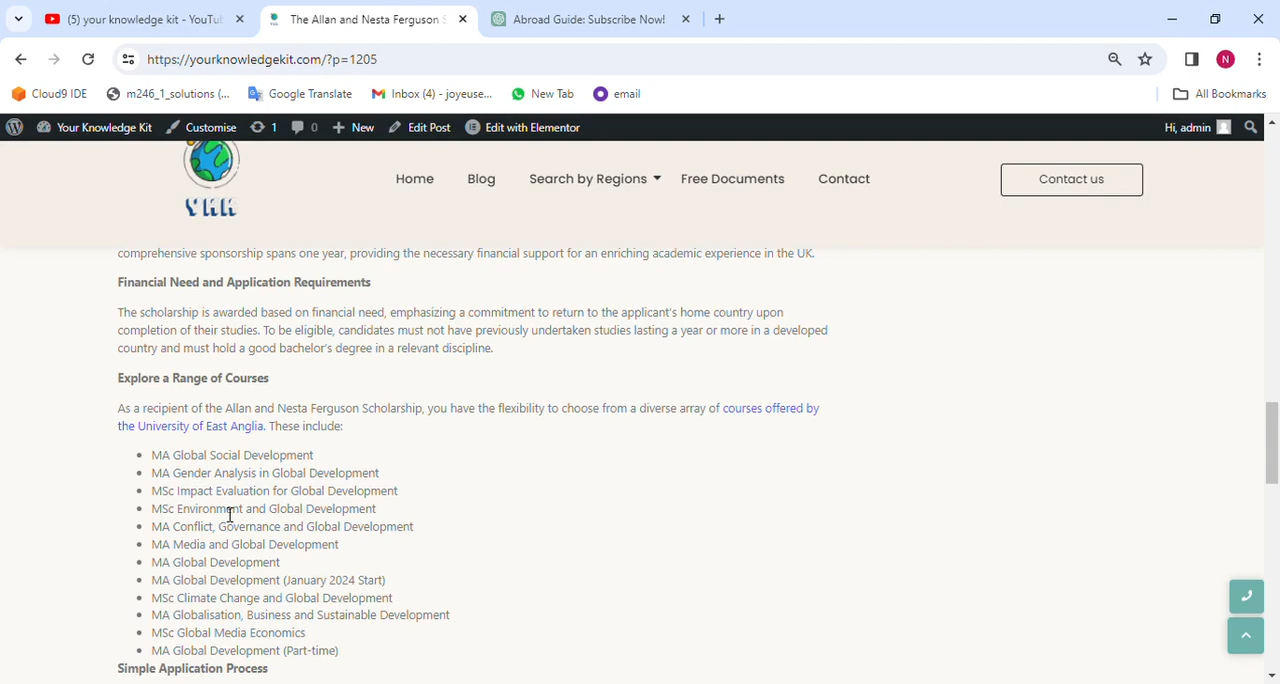 (5) your knowledge kit - YouTu
The Allan and Nesta Ferguson S
Abroad Guide: Subscribe Now!
https://yourknowledgekit.com/?p=1205
N
Cloud9 IDE
m246_1_solutions (...
Google Translate
Inbox (4) - joyeuse...
New Tab
email
All Bookmarks
Your Knowledge Kit
Customise
1
0
New
Edit Post
Edit with Elementor
Hi, admin
YKK
Home
Blog
Search by Regions
Free Documents
Contact
Contact us
comprehensive sponsorship spans one year, providing the necessary financial support for an enriching academic experience in the UK.
Financial Need and Application Requirements
The scholarship is awarded based on financial need, emphasizing a commitment to return to the applicant's home country upon
completion of their studies. To be eligible, candidates must not have previously undertaken studies lasting a year or more in a developed
country and must hold a good bachelor's degree in a relevant discipline.
Explore a Range of Courses
As a recipient of the Allan and Nesta Ferguson Scholarship, you have the flexibility to choose from a diverse array of courses offered by
the University of East Anglia. These include:
• MA Global Social Development
• MA Gender Analysis in Global Development
• MSc Impact Evaluation for Global Development
• MSc Environment and Global Development
• MA Conflict, Governance and Global Development
• MA Media and Global Development
• MA Global Development
• MA Global Development (January 2024 Start)
• MSc Climate Change and Global Development
• MA Globalisation, Business and Sustainable Development
• MSc Global Media Economics
• MA Global Development (Part-time)
Simple Application Process